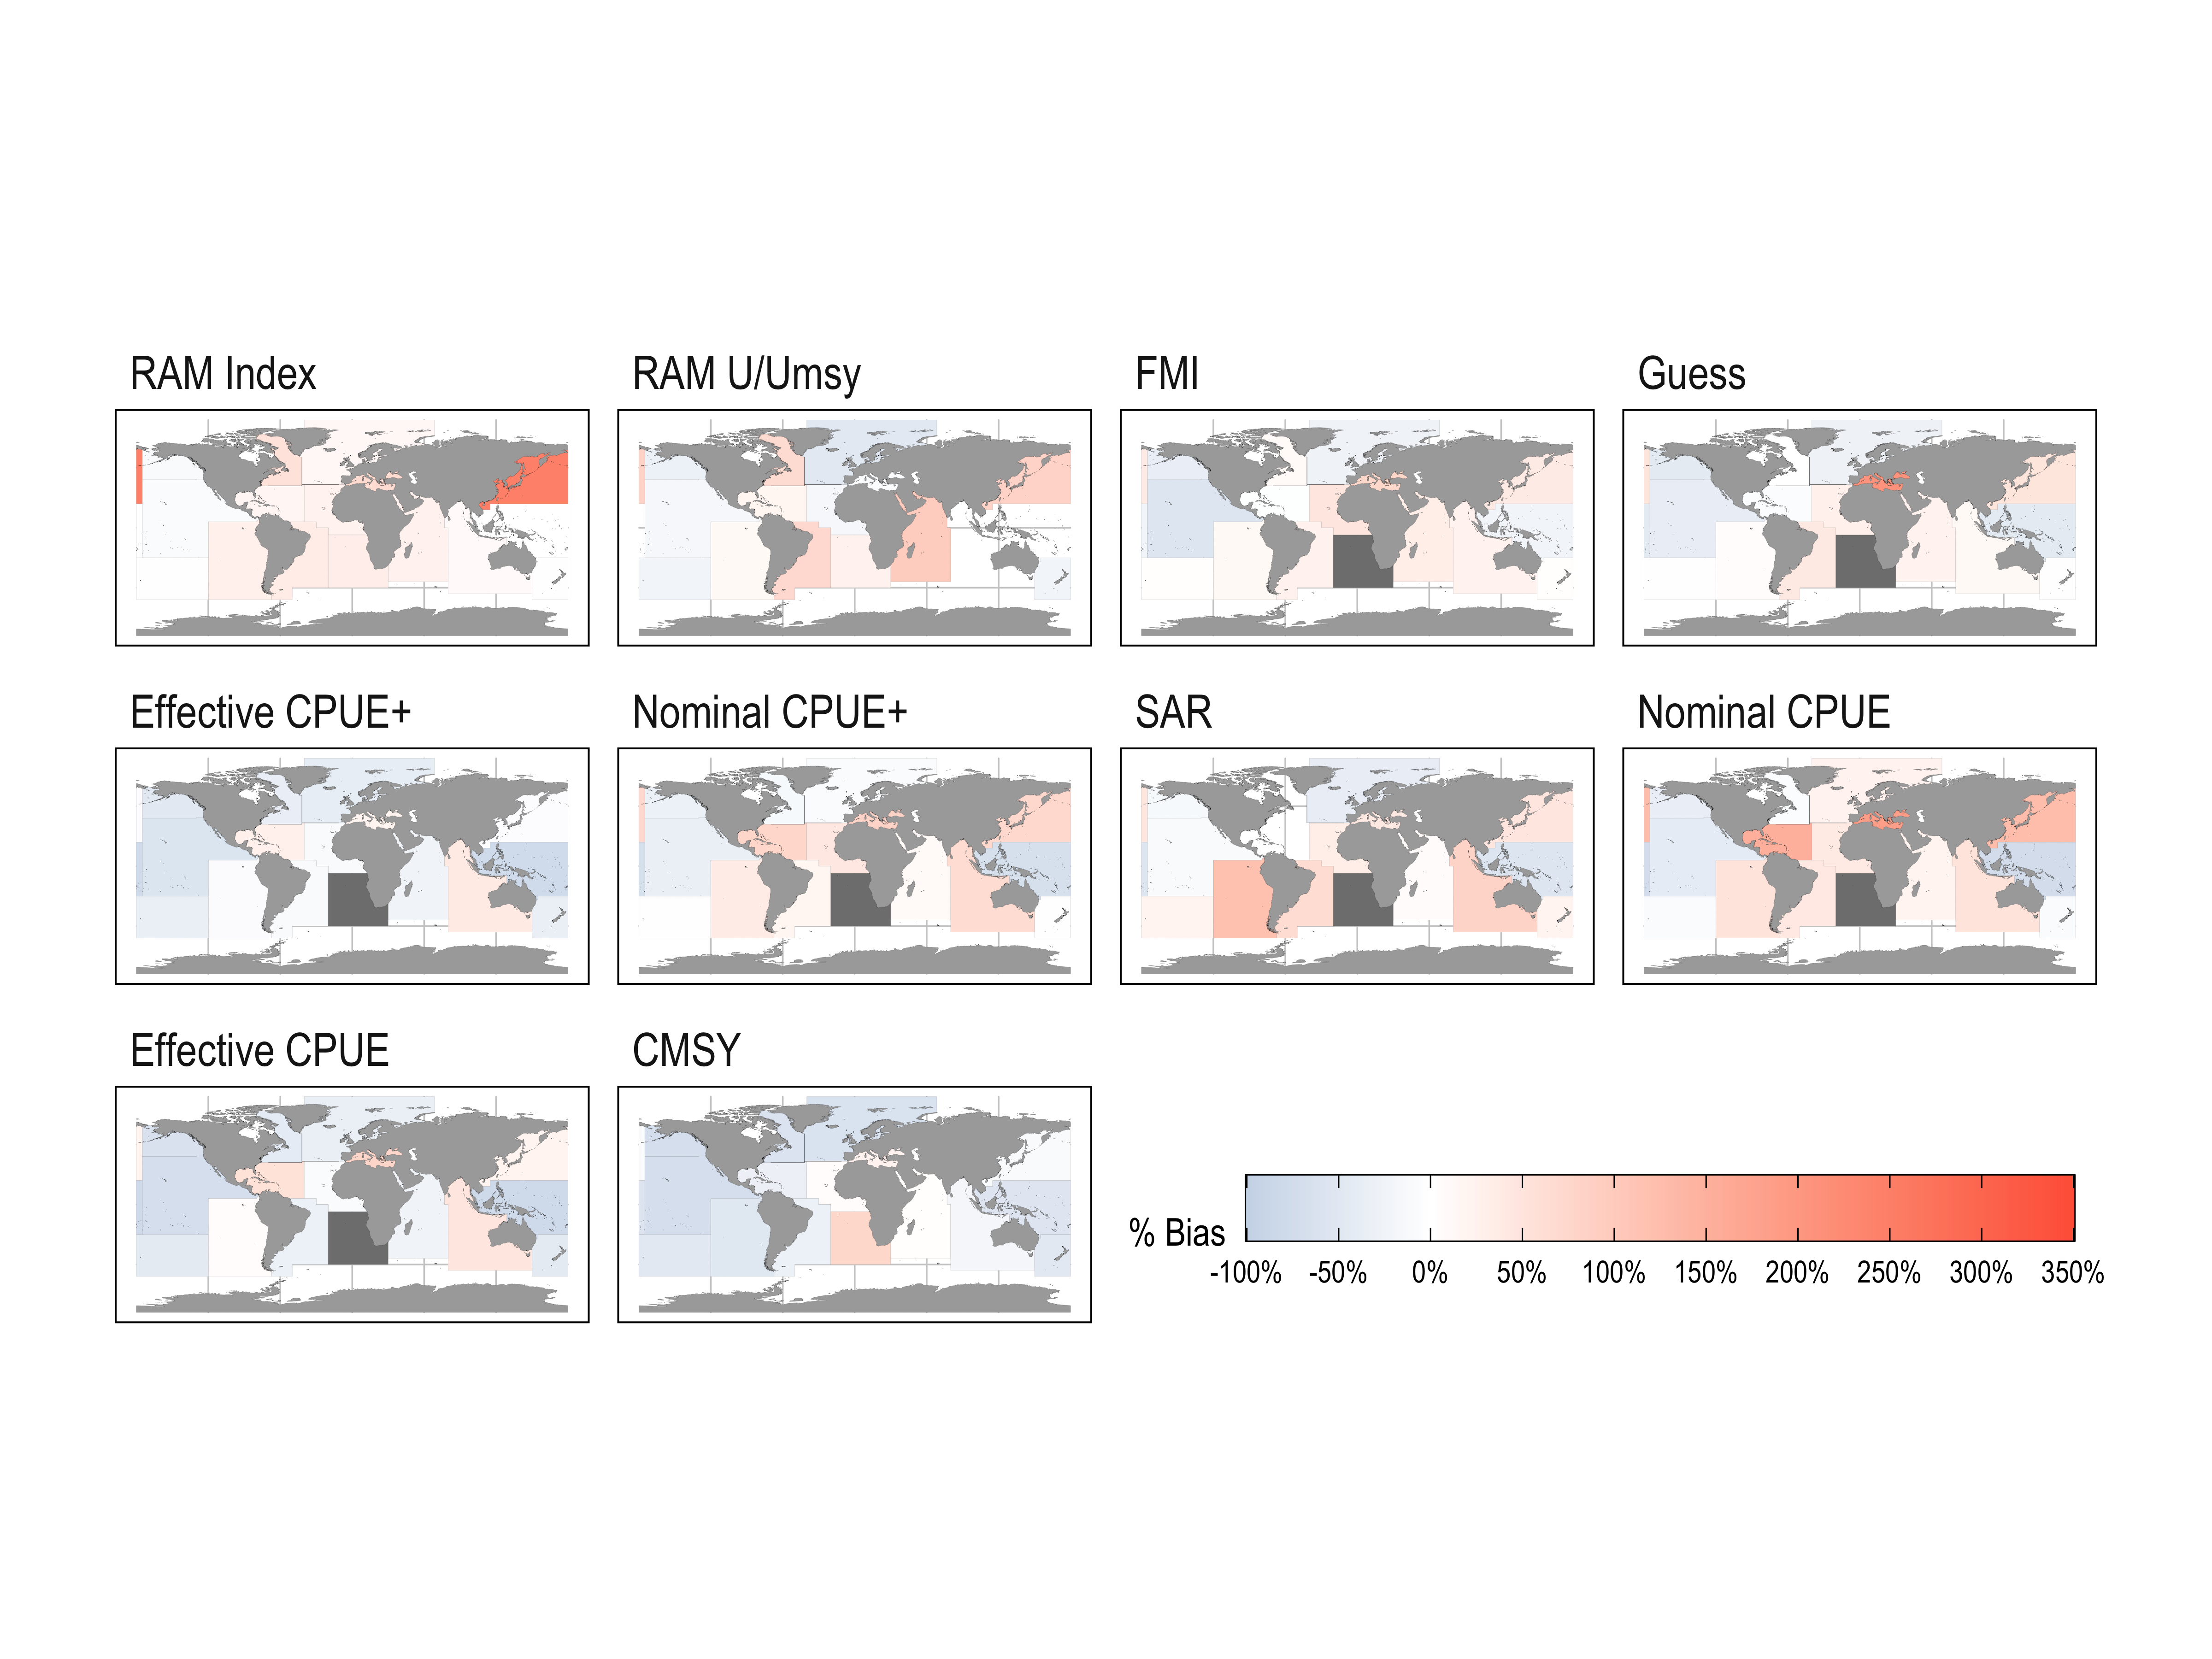 RAM Index
RAM U/Umsy
FMI
Guess
Effective CPUE+
Nominal CPUE+
SAR
Nominal CPUE
Effective CPUE
CMSY
% Bias
-100% -50% 0% 50% 100% 150% 200% 250% 300% 350%